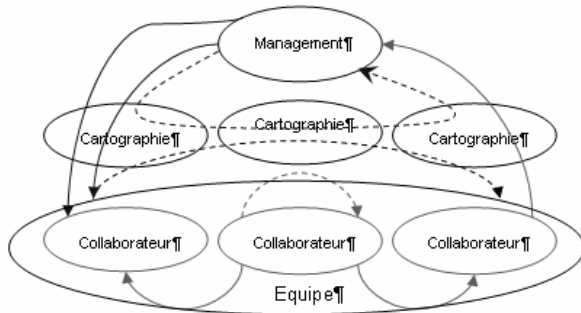 Management¶
Cartographie¶
Cartographie¶
Cartographie¶
Collaborateur¶
Collaborateur¶
Collaborateur¶
Equipe¶